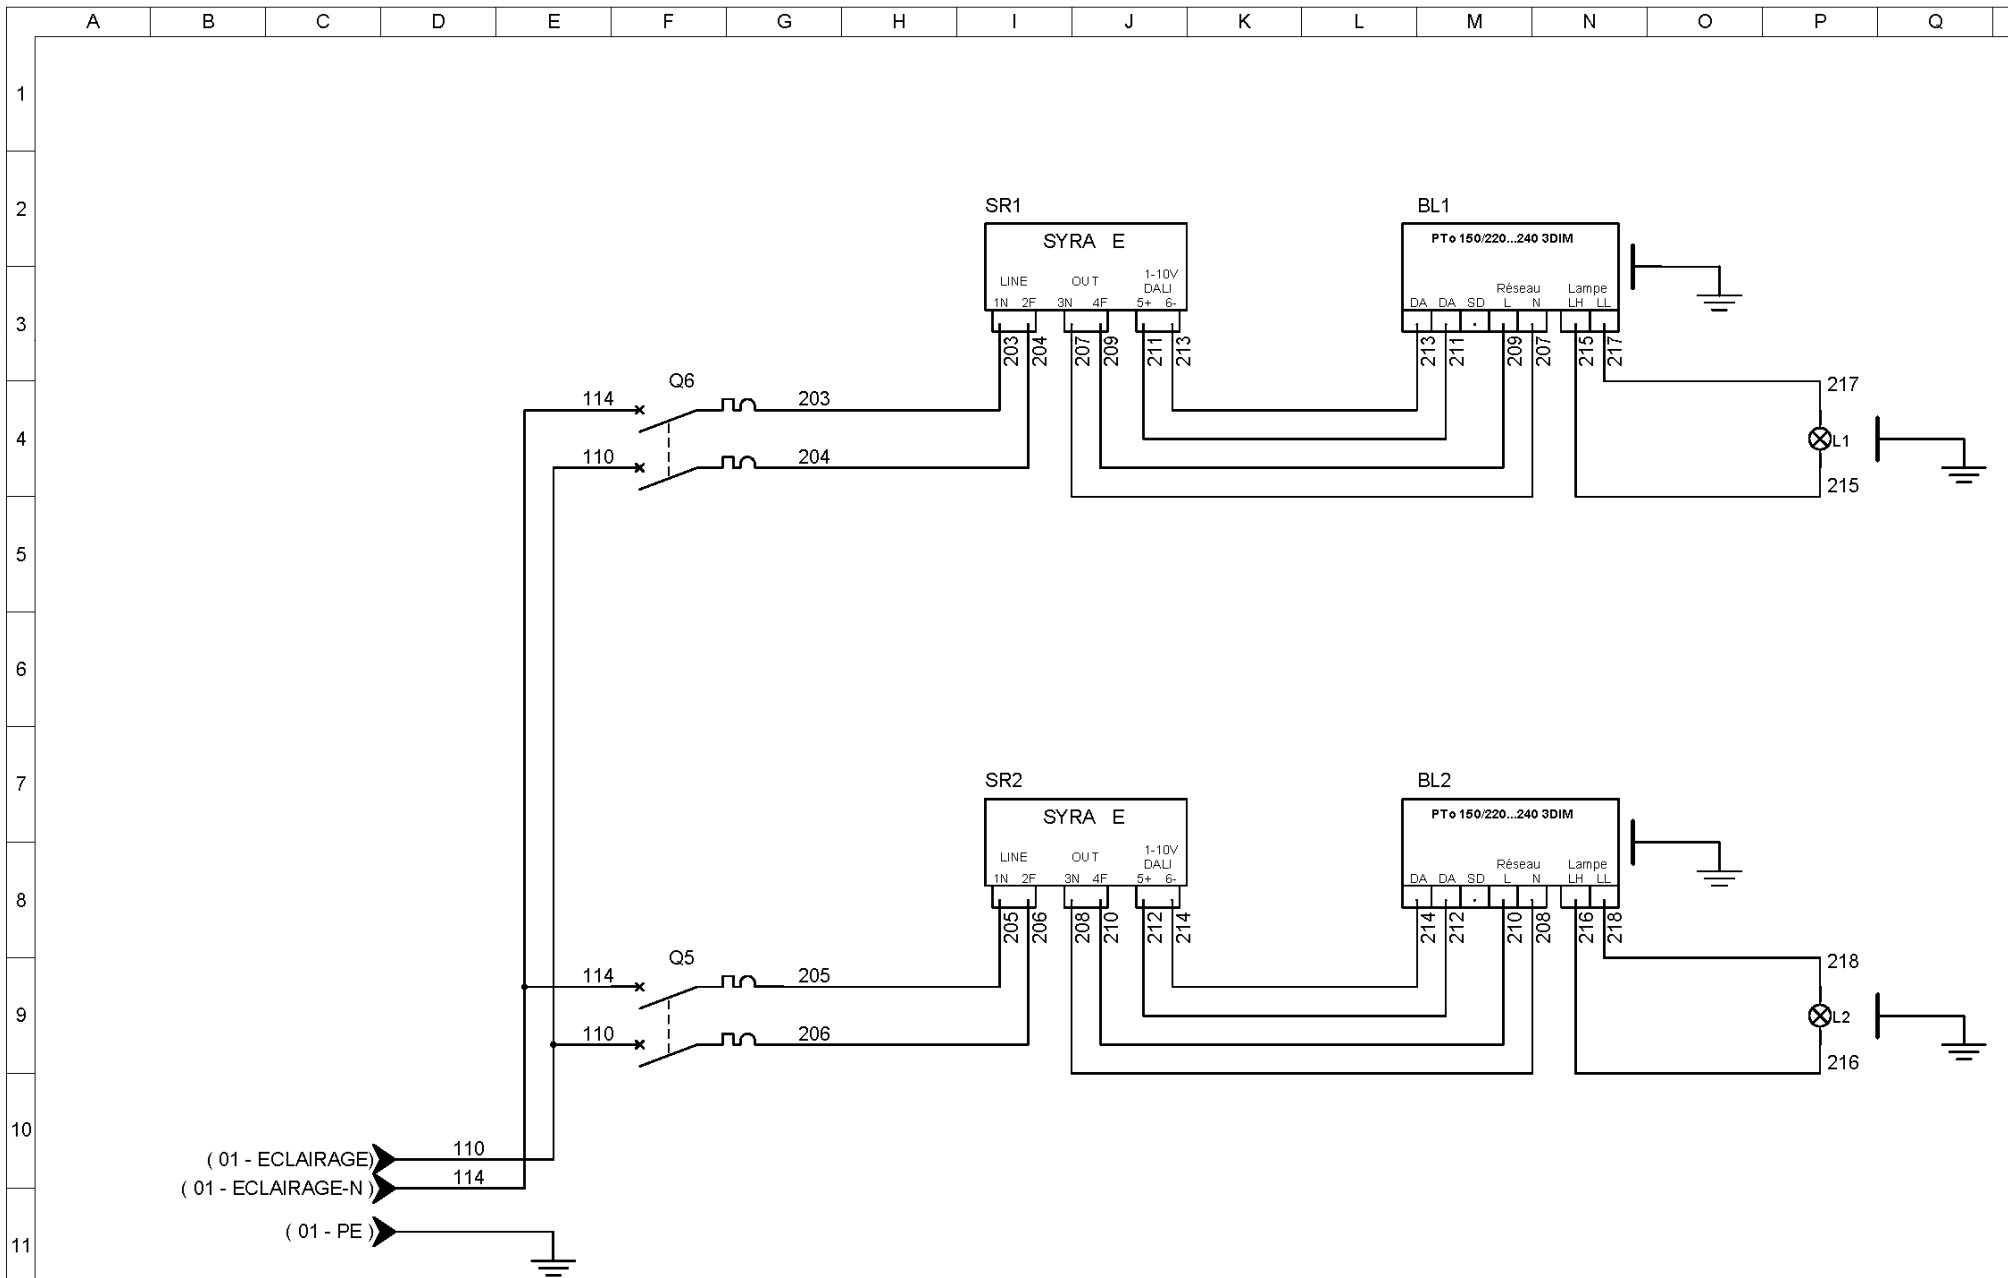 A B C D E F G H I J K L M N O P Q
1
2
SR1 BL1
SYRA E PTo 150/220...240 3DIM
LINE OUT 1-10V DALI Réseau Lampe
1N 2F 3N 4F 5+ 6- DA DA SD L N LH LL
3
203 204 207 209 211 213 213 211 209 207 215 217
Q6
114 203 217
4
L1
110 204 215
5
6
7
SR2 BL2
SYRA E PTo 150/220...240 3DIM
LINE OUT 1-10V DALI Réseau Lampe
1N 2F 3N 4F 5+ 6- DA DA SD L N LH LL
8
205 206 208 210 212 214 214 212 210 208 216 218
Q5
114 205 218
9
L2
110 206 216
10
( 01 - ECLAIRAGE) 110
( 01 - ECLAIRAGE-N ) 114
( 01 - PE )
11